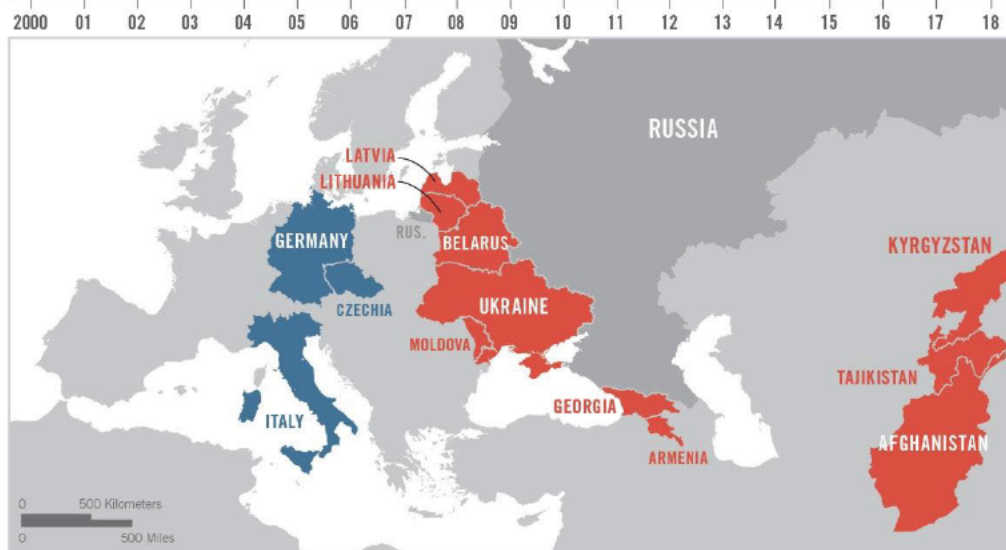 2000 01 02 03 04 05 06 07 08 09 10 11 12 13 14 15 16 17 18
RUSSIA
LATVIA
LITHUANIA
GERMANY
RUS.
BELARUS
KYRGYZSTAN
CZECHIA
UKRAINE
MOLDOVA
TAJIKISTAN
GEORGIA
ITALY
AFGHANISTAN
ARMENIA
0 500 Kilometers
0 500 Miles